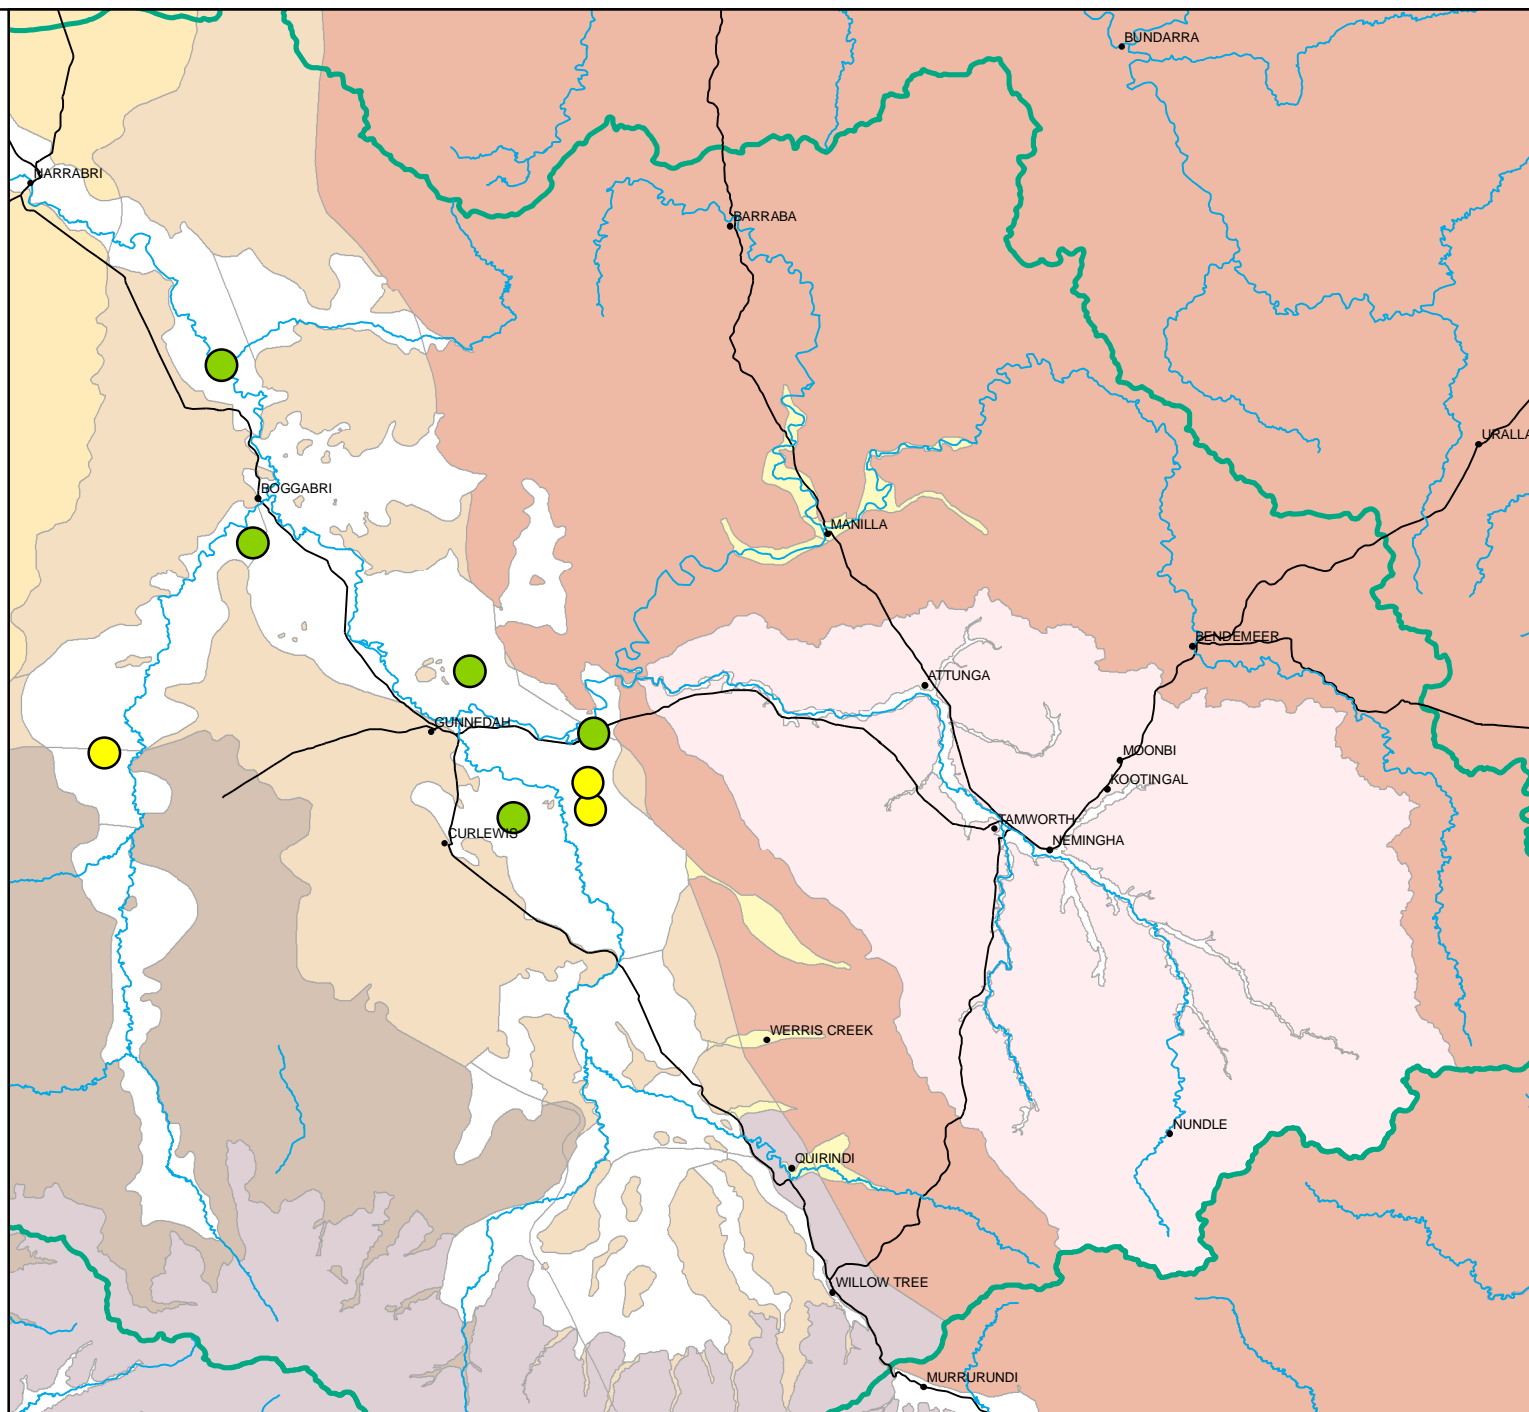 BUNDARRA
NARRABRI
BARRABA
URALLA
BOGGABRI
MANILLA
BENDEMEER
ATTUNGA
GUNNEDAH
MOONBI
KOOTINGAL
TAMWORTH
CURLEWIS
NEMINGHA
WERRIS CREEK
NUNDLE
QUIRINDI
WILLOW TREE
MURRURUNDI